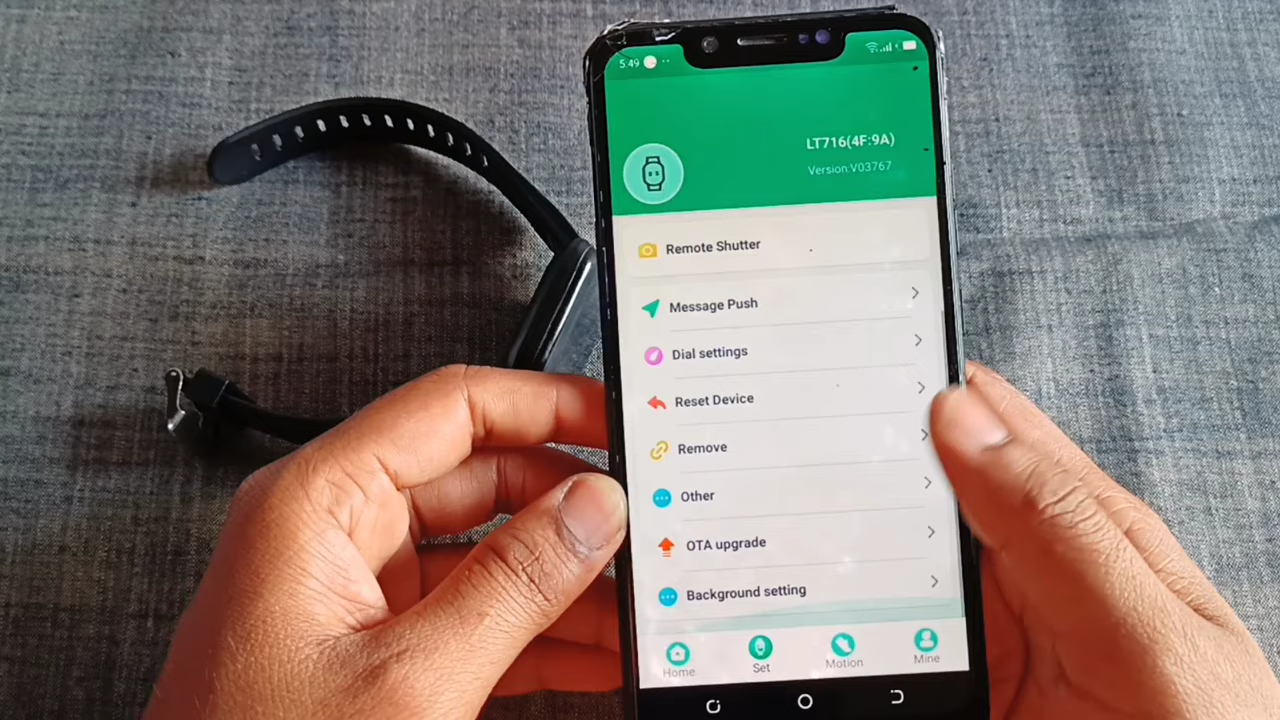 5:49
LT716(4F:9A)
Version:V03767
Remote Shutter
Message Push
Dial settings
Reset Device
Remove
Other
OTA upgrade
Background setting
Home
Set
Motion
Mine